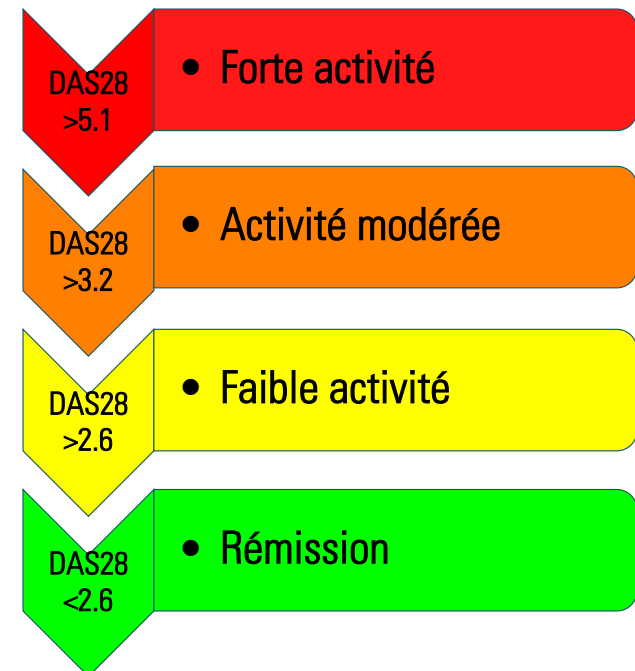 DAS28
>5.1
• Forte activité
DAS28
>3.2
• Activité modérée
DAS28
>2.6
• Faible activité
DAS28
<2.6
• Rémission